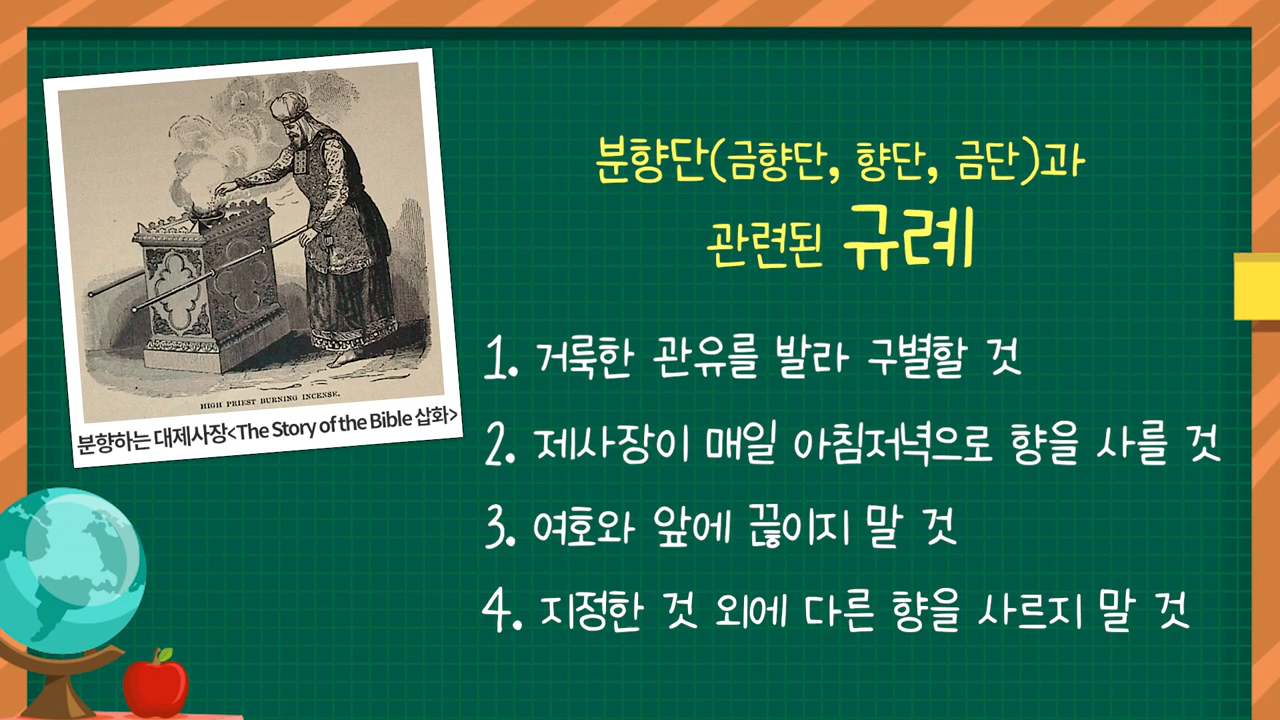 HIGH PRIEST BURNING INCENSE.
분향하는 대제사장<The Story of the Bible 삽화>
분향단(금향단, 향단, 금단)과
관련된 규례
1. 거룩한 관유를 발라 구별할 것
2. 제사장이 매일 아침저녁으로 향을 사를 것
3. 여호와 앞에 끊이지 말 것
4. 지정한 것 외에 다른 향을 사르지 말 것